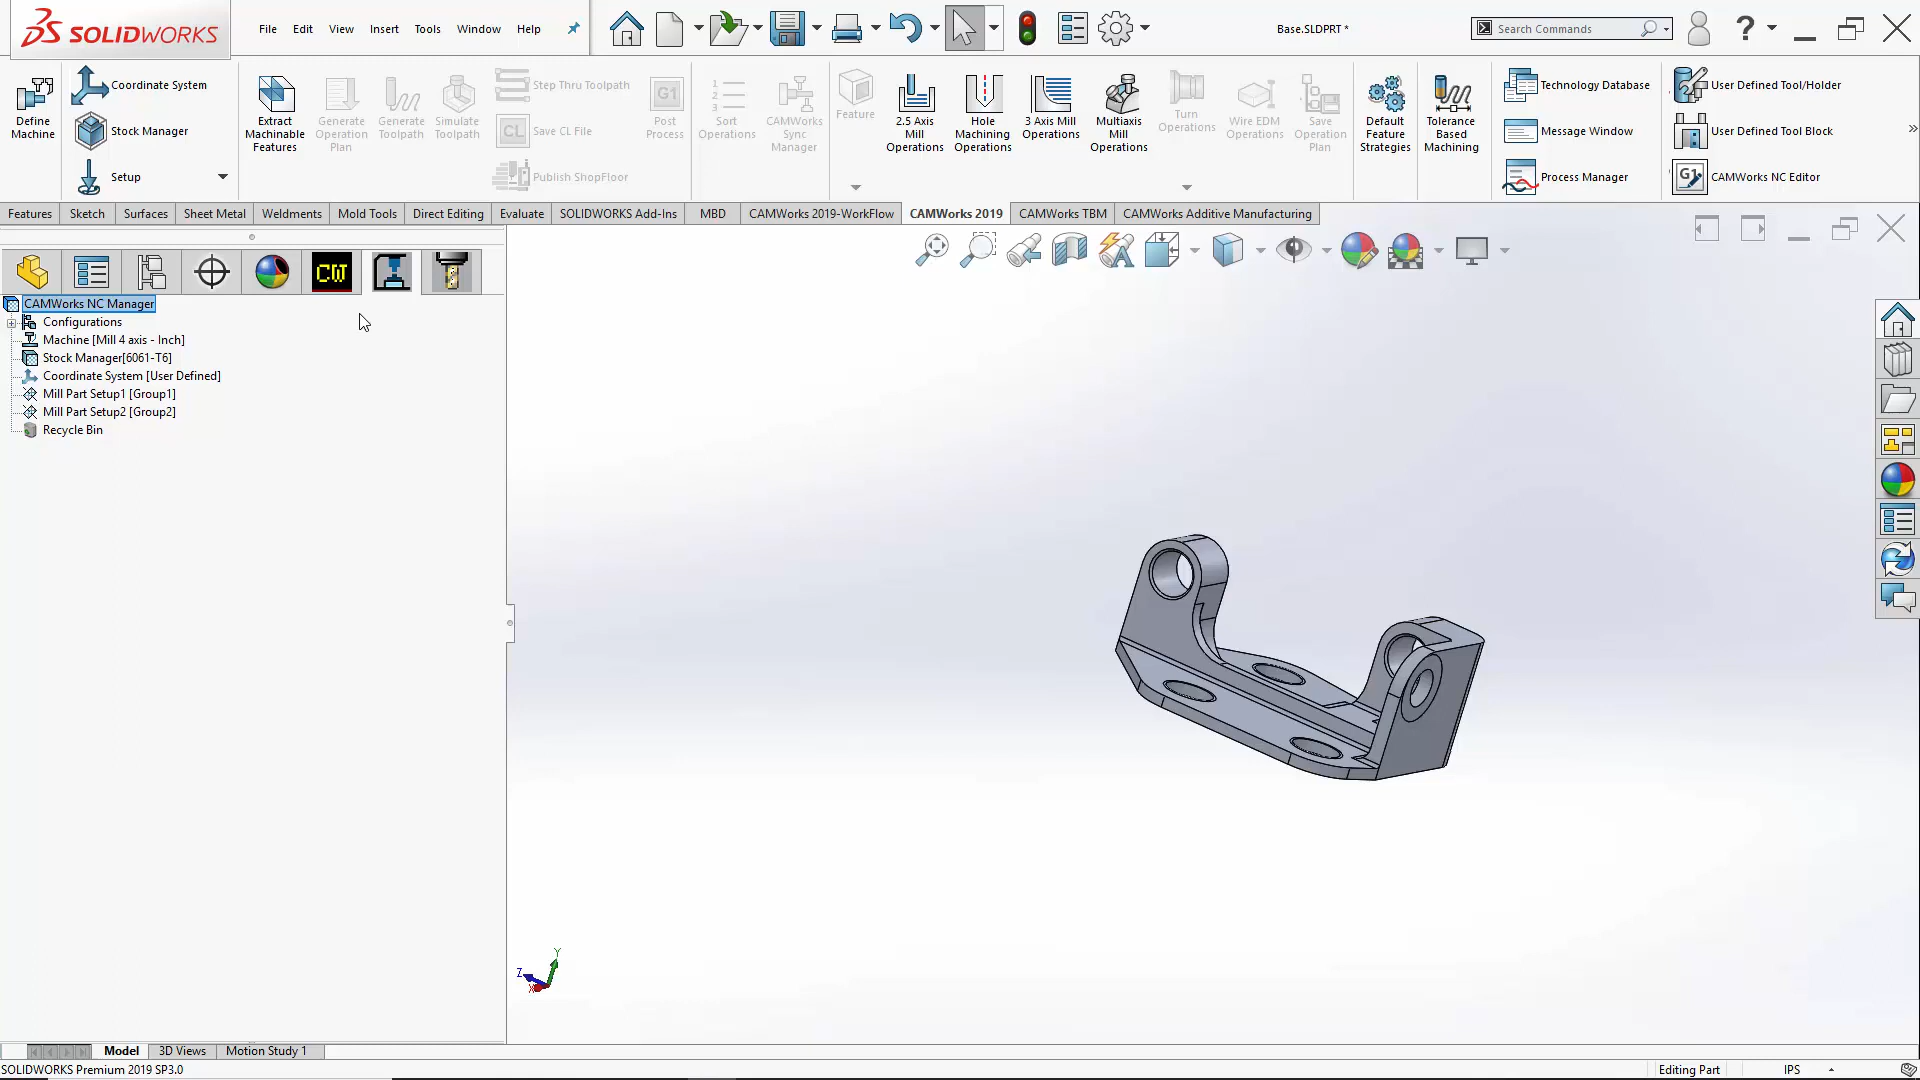 SOLIDWORKS
File Edit View Insert Tools Window Help
Base.SLDPRT *
Search Commands
Define Machine
Coordinate System
Stock Manager
Setup
Extract Machinable Features
Generate Operation Plan
Generate Toolpath
Simulate Toolpath
Step Thru Toolpath
CL Save CL File
Publish ShopFloor
G1 Post Process
Sort Operations
CAMWorks Sync Manager
Feature
2.5 Axis Mill Operations
Hole Machining Operations
3 Axis Mill Operations
Multiaxis Mill Operations
Turn Operations
Wire EDM Operations
Save Operation Plan
Default Feature Strategies
Tolerance Based Machining
Technology Database
Message Window
Process Manager
User Defined Tool/Holder
User Defined Tool Block
G1 CAMWorks NC Editor
Features Sketch Surfaces Sheet Metal Weldments Mold Tools Direct Editing Evaluate SOLIDWORKS Add-Ins MBD CAMWorks 2019-WorkFlow CAMWorks 2019 CAMWorks TBM CAMWorks Additive Manufacturing
CW
CAMWorks NC Manager
Configurations
Machine [Mill 4 axis - Inch]
Stock Manager[6061-T6]
Coordinate System [User Defined]
Mill Part Setup1 [Group1]
Mill Part Setup2 [Group2]
Recycle Bin
Y
Z
X
Model 3D Views Motion Study 1
SOLIDWORKS Premium 2019 SP3.0
Editing Part IPS